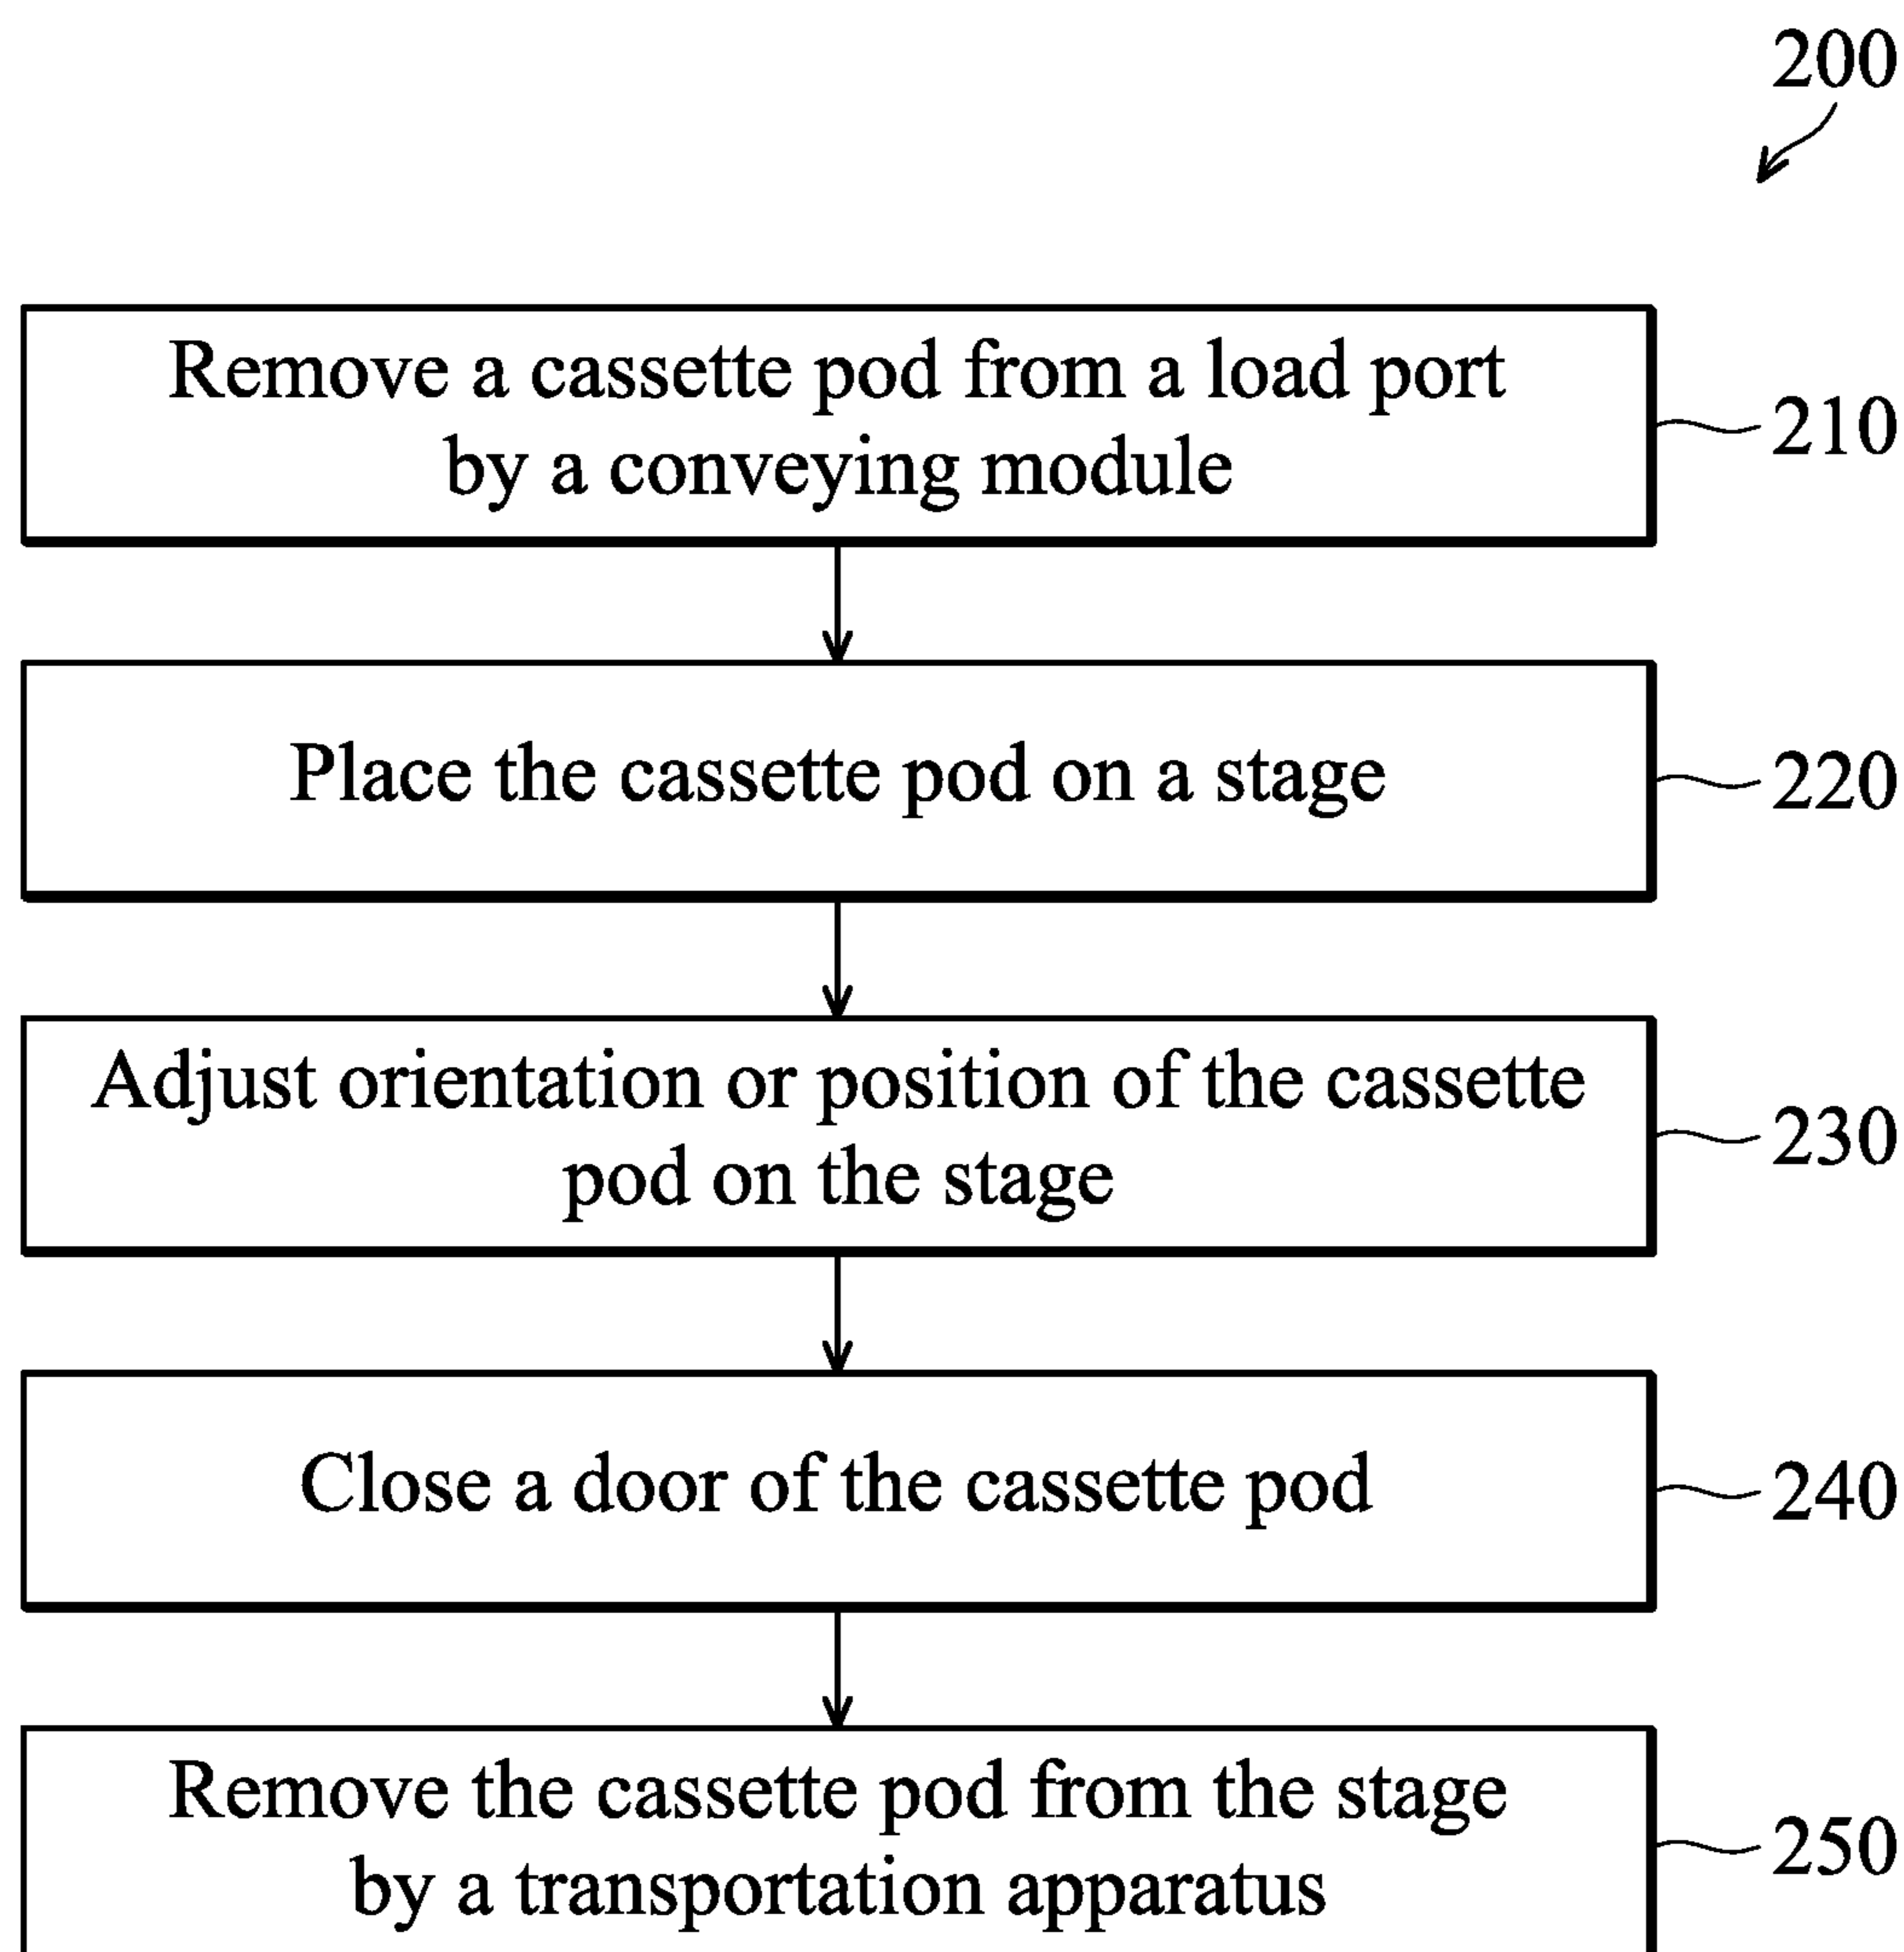 200
Remove a cassette pod from a load port
by a conveying module
210
Place the cassette pod on a stage
220
Adjust orientation or position of the cassette
pod on the stage
230
Close a door of the cassette pod
240
Remove the cassette pod from the stage
by a transportation apparatus
250